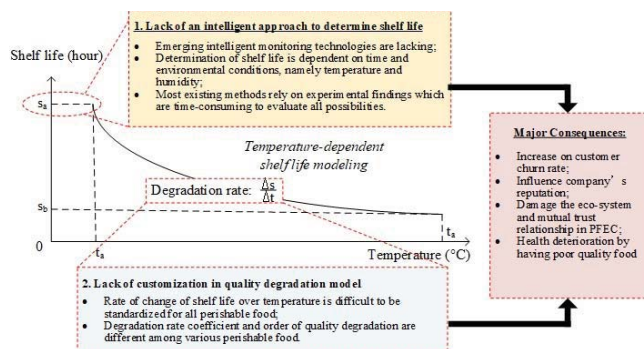 1. Lack of an intelligent approach to determine shelf life
• Emerging intelligent monitoring technologies are lacking;
• Determination of shelf life is dependent on time and
environmental conditions, namely temperature and
humidity;
• Most existing methods rely on experimental findings which
are time-consuming to evaluate all possibilities.
Shelf life (hour)
sₐ
Temperature-dependent
shelf life modeling
Degradation rate: Δs
Δt
s_b
0
tₐ
tₐ
Temperature (°C)
2. Lack of customization in quality degradation model
• Rate of change of shelf life over temperature is difficult to be
standardized for all perishable food;
• Degradation rate coefficient and order of quality degradation are
different among various perishable food.
Major Consequences:
• Increase on customer
churn rate;
• Influence company's
reputation;
• Damage the eco-system
and mutual trust
relationship in PFEC;
• Health deterioration by
having poor quality food